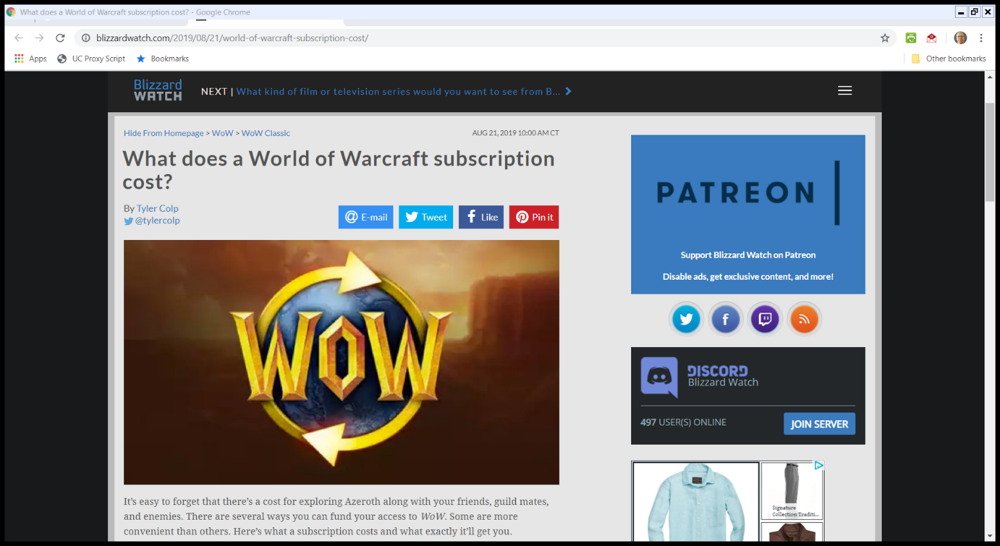 What does a World of Warcraft subscription cost? - Google Chrome
blizzardwatch.com/2019/08/21/world-of-warcraft-subscription-cost/
Apps UC Proxy Script Bookmarks Other bookmarks
Blizzard
WATCH
NEXT | What kind of film or television series would you want to see from B...
Hide From Homepage > WoW > WoW Classic
AUG 21, 2019 10:00 AM CT
What does a World of Warcraft subscription
cost?
By Tyler Colp
@tylercolp
E-mail Tweet Like Pin it
WOW
It's easy to forget that there's a cost for exploring Azeroth along with your friends, guild mates,
and enemies. There are several ways you can fund your access to WoW. Some are more
convenient than others. Here's what a subscription costs and what exactly it'll get you.
PATREON
Support Blizzard Watch on Patreon
Disable ads, get exclusive content, and more!
DISCORD
Blizzard Watch
497 USER(S) ONLINE
JOIN SERVER
Signature
Collection Traditi...